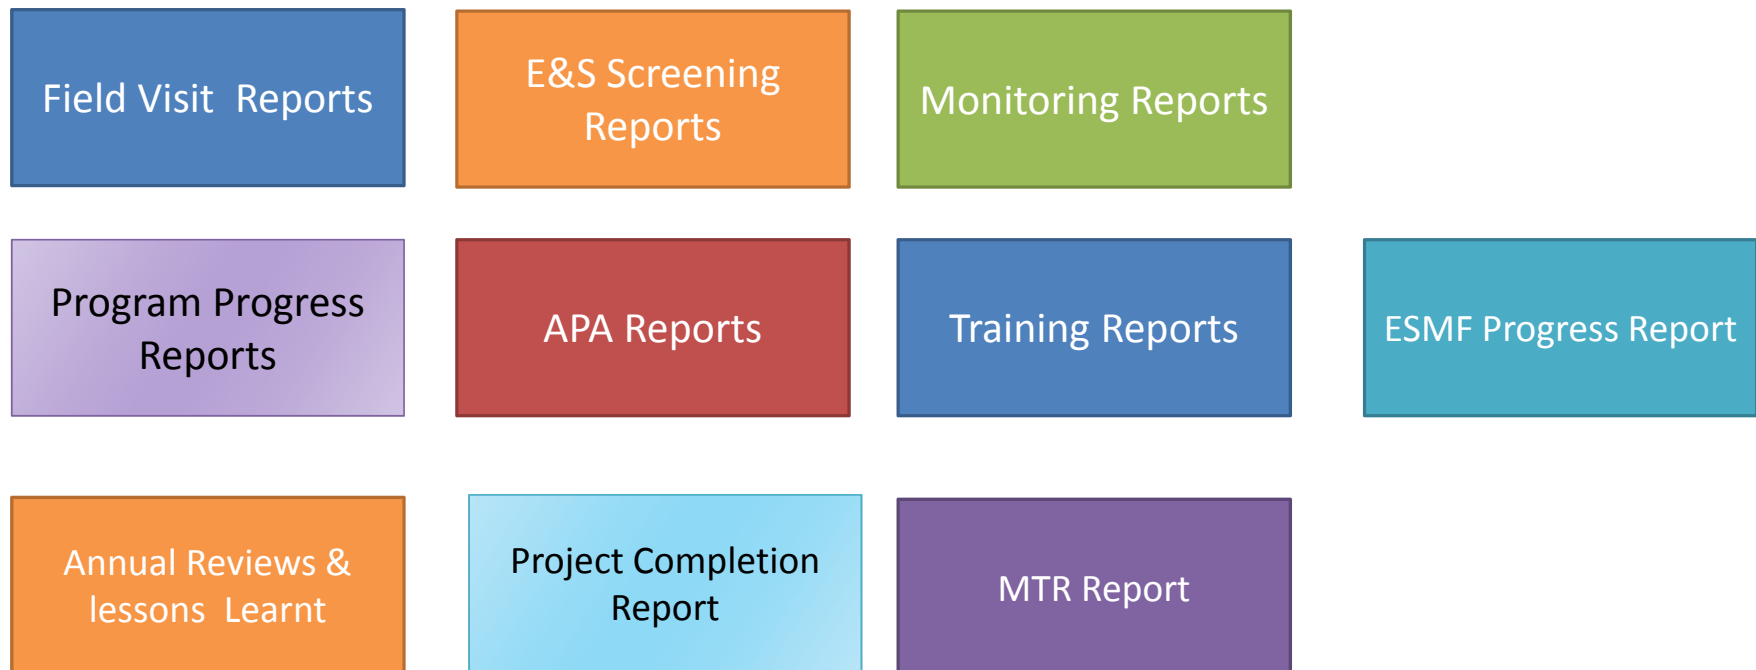 Field Visit  Reports
E&S Screening
Reports
Monitoring Reports
Program Progress
Reports
APA Reports
Training Reports
ESMF Progress Report
Annual Reviews &
lessons  Learnt
Project Completion
Report
MTR Report